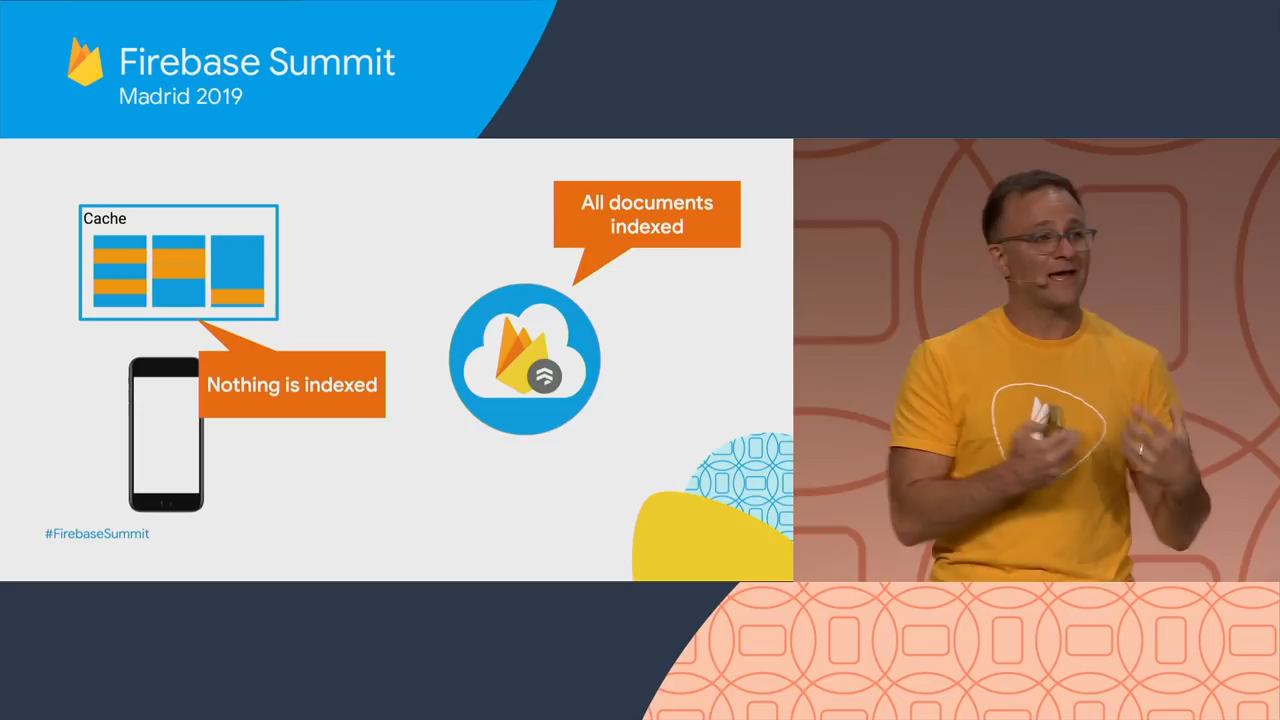 Firebase Summit
Madrid 2019
Cache
All documents
indexed
Nothing is indexed
#FirebaseSummit